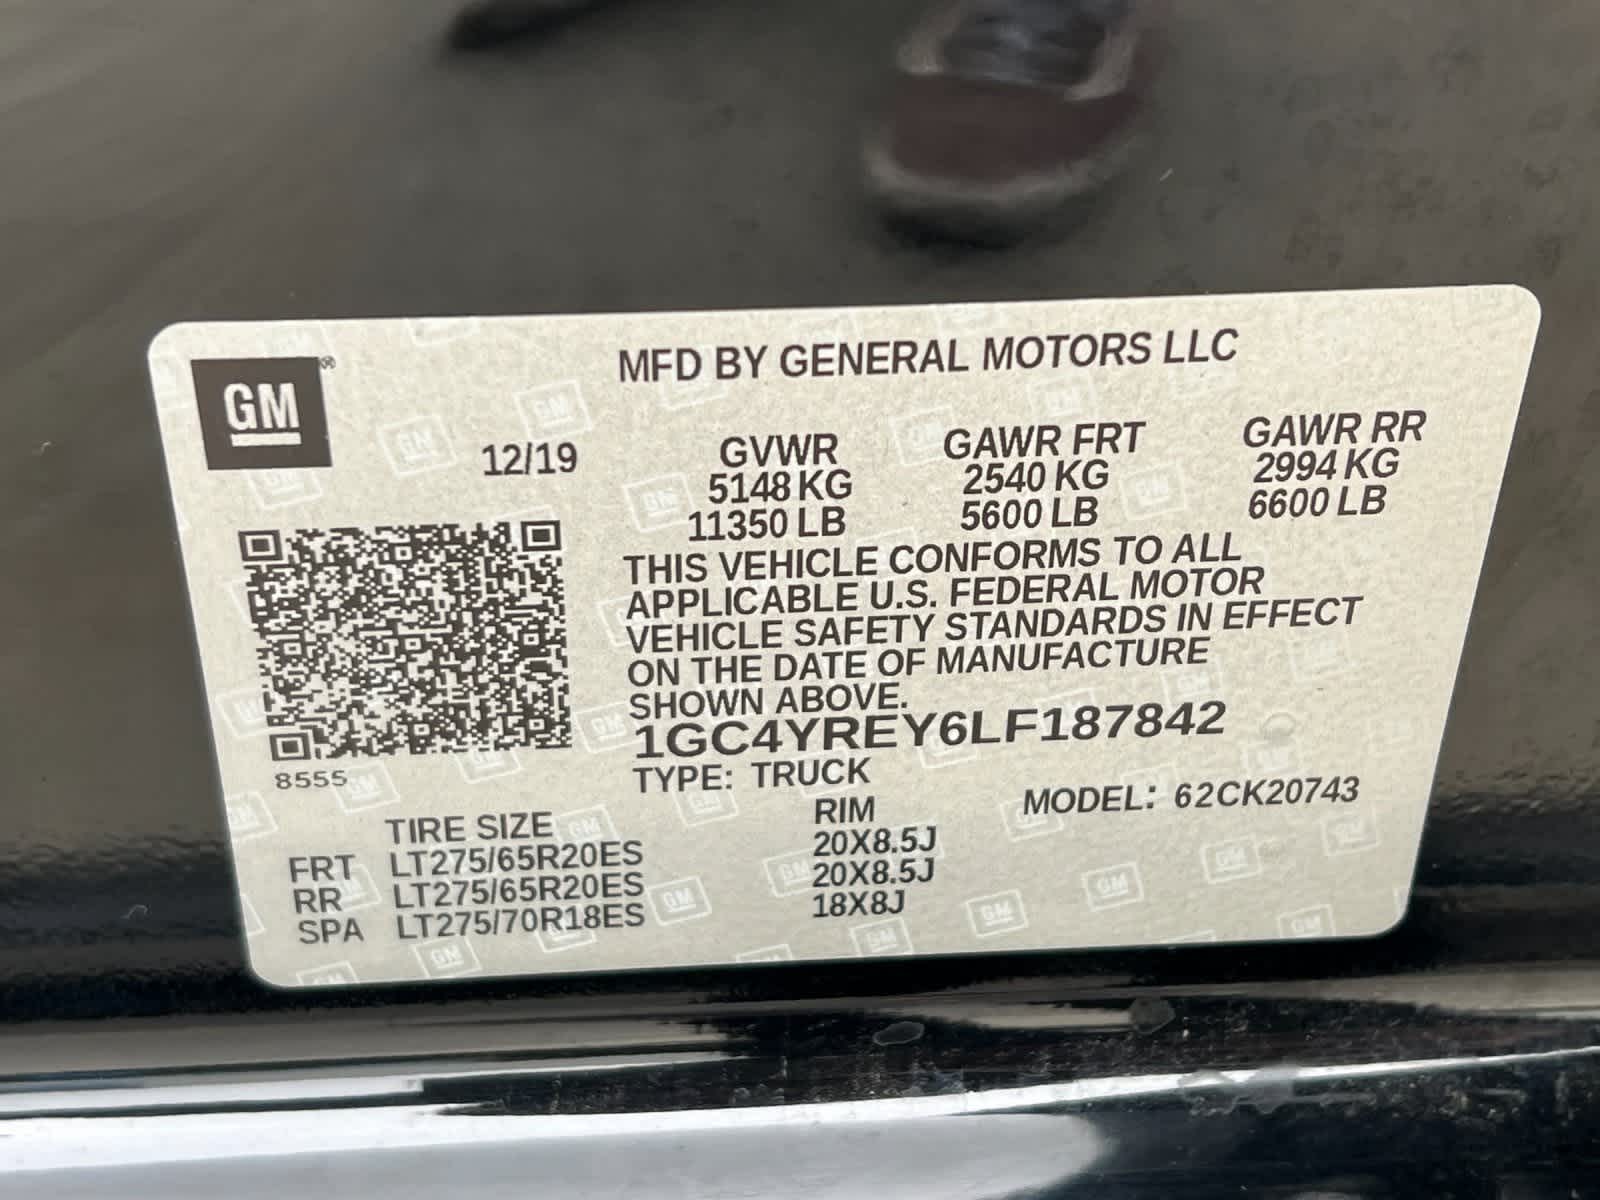 GM®
MFD BY GENERAL MOTORS LLC
12/19
GVWR GAWR FRT GAWR RR
5148 KG 2540 KG 2994 KG
11350 LB 5600 LB 6600 LB
THIS VEHICLE CONFORMS TO ALL
APPLICABLE U.S. FEDERAL MOTOR
VEHICLE SAFETY STANDARDS IN EFFECT
ON THE DATE OF MANUFACTURE
SHOWN ABOVE.
1GC4YREY6LF187842
8555
TYPE: TRUCK
MODEL: 62CK20743
TIRE SIZE RIM
FRT LT275/65R20ES 20X8.5J
RR LT275/65R20ES 20X8.5J
SPA LT275/70R18ES 18X8J